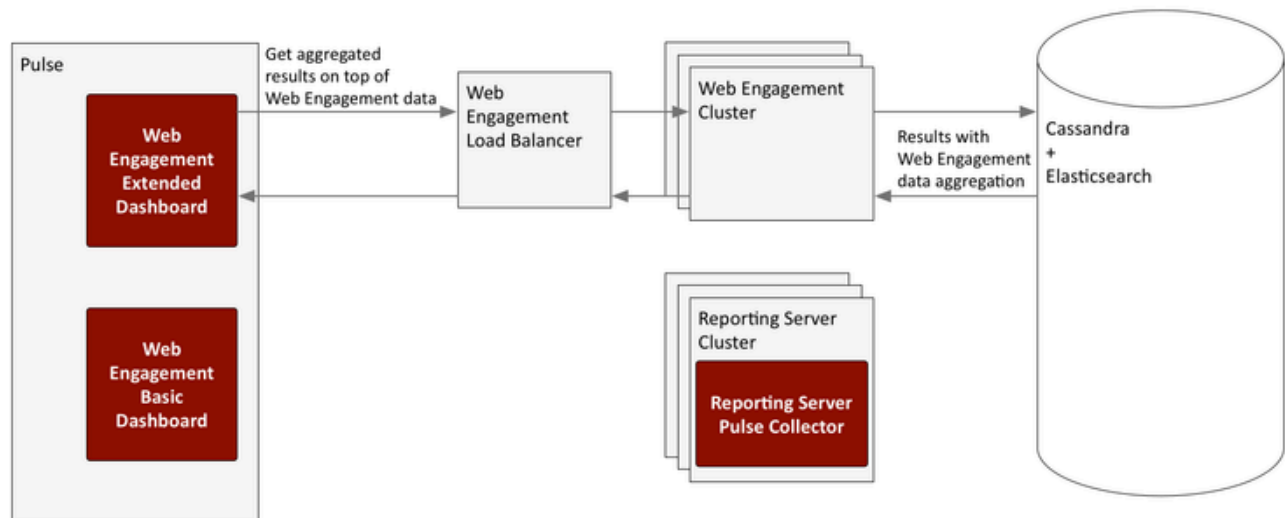 Pulse
Get aggregated
results on top of
Web Engagement data
Web
Engagement
Extended
Dashboard
Web
Engagement
Load Balancer
Web Engagement
Cluster
Results with
Web Engagement
data aggregation
Cassandra
+
Elasticsearch
Web
Engagement
Basic
Dashboard
Reporting Server
Cluster
Reporting Server
Pulse Collector